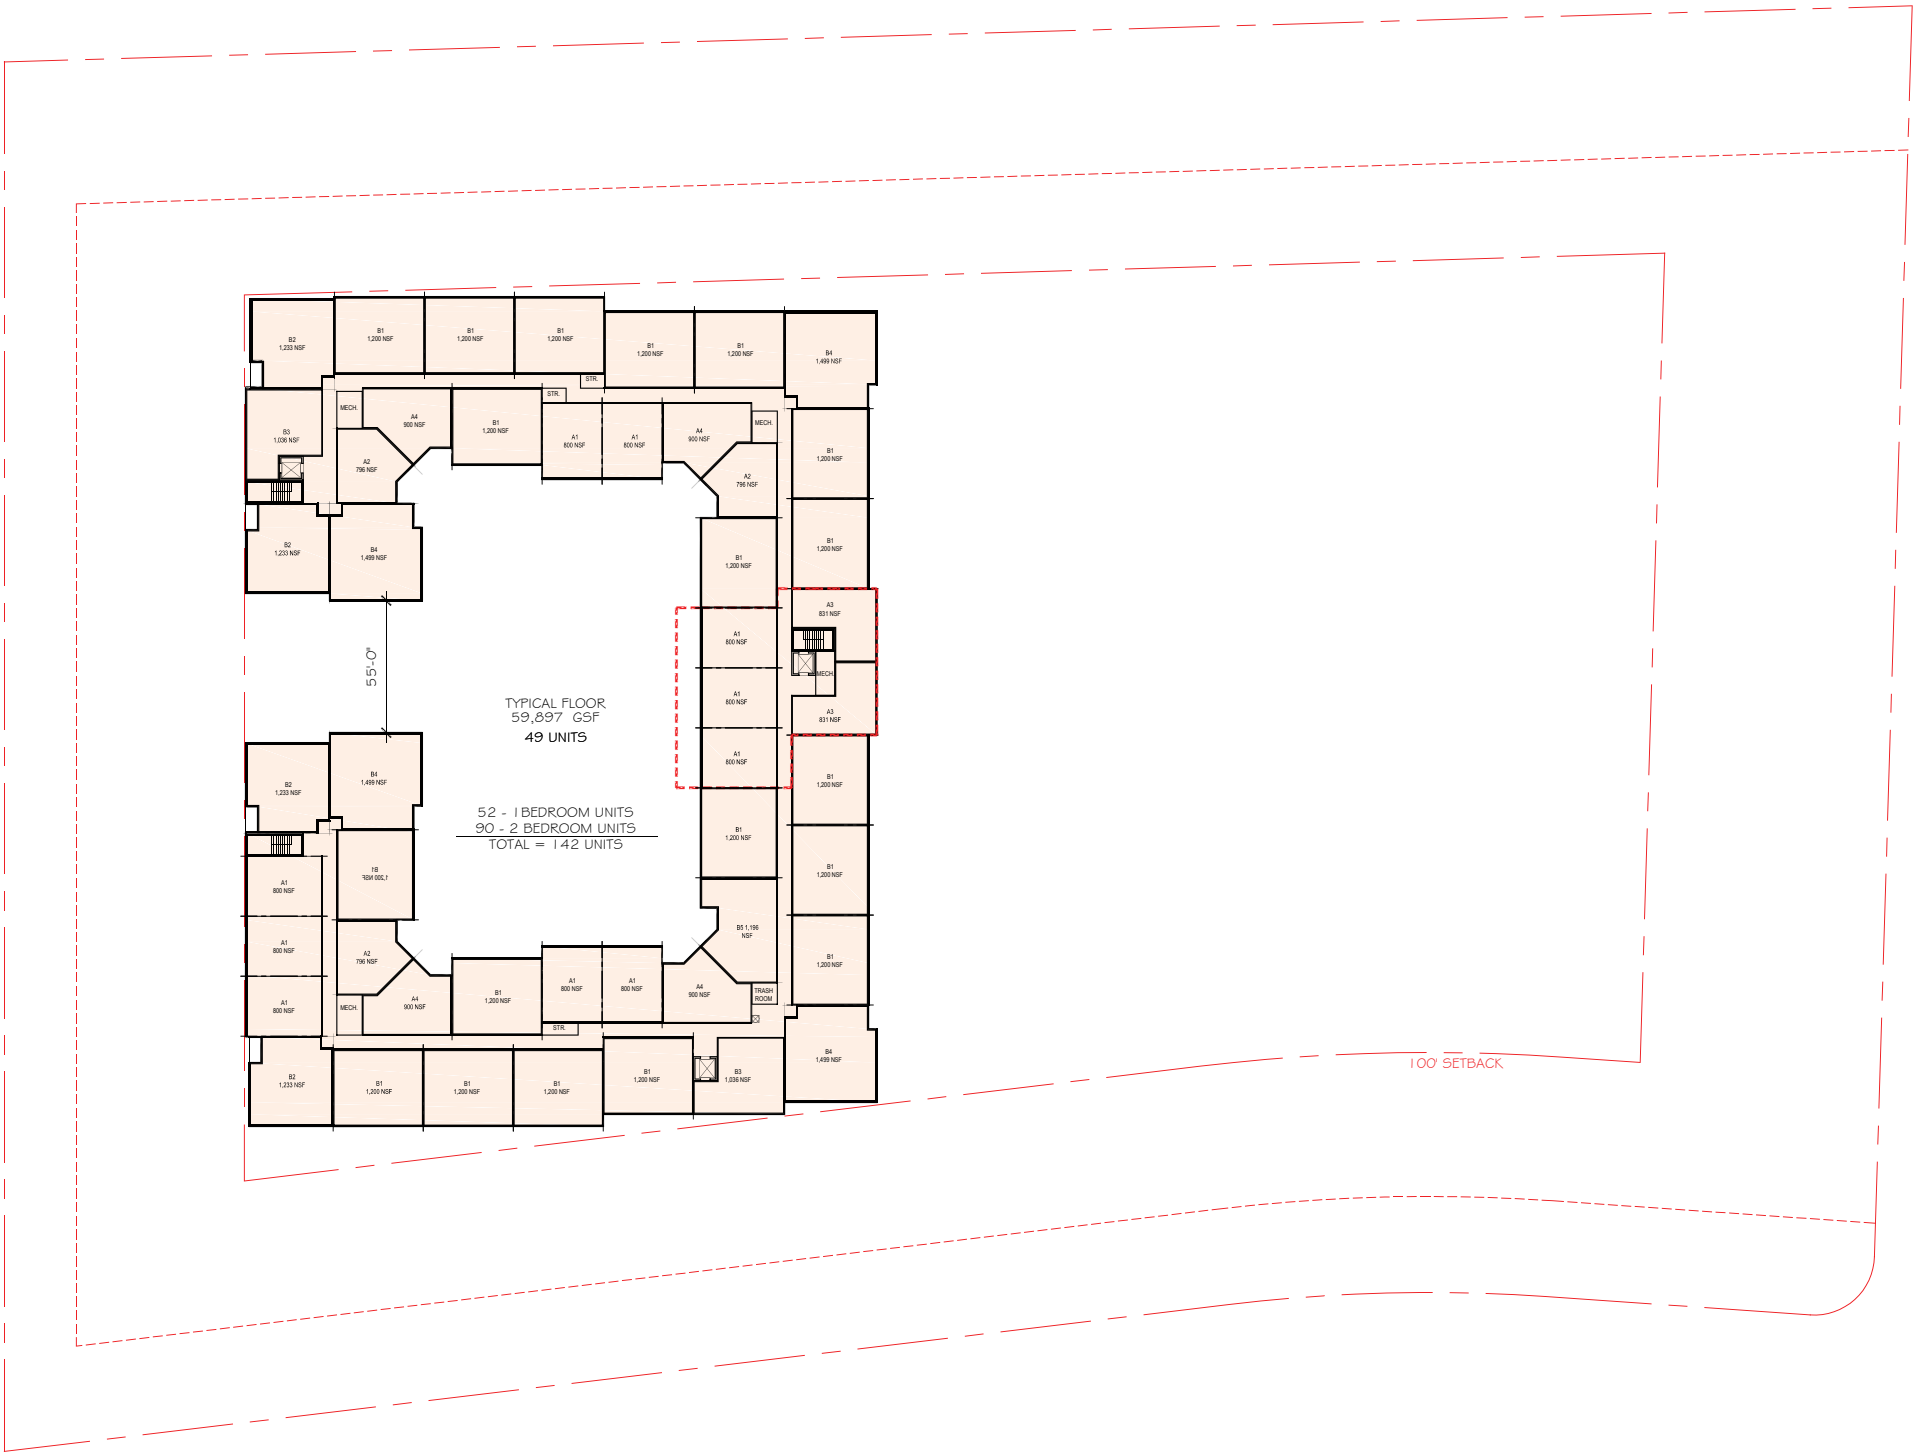 B2
1,233 NSF
B1
1,200 NSF
B1
1,200 NSF
B1
1,200 NSF
B1
1,200 NSF
B1
1,200 NSF
B4
1,499 NSF
STR.
STR.
MECH.
A4
900 NSF
B1
1,200 NSF
A1
800 NSF
A1
800 NSF
A4
900 NSF
MECH.
B3
1,036 NSF
A2
796 NSF
A2
796 NSF
B1
1,200 NSF
B2
1,233 NSF
B4
1,499 NSF
B1
1,200 NSF
B1
1,200 NSF
A3
831 NSF
A1
800 NSF
55'-0"
MECH.
A1
800 NSF
A3
831 NSF
TYPICAL FLOOR
59,897 GSF
49 UNITS
A1
800 NSF
B2
1,233 NSF
B4
1,499 NSF
B1
1,200 NSF
52 - 1 BEDROOM UNITS
90 - 2 BEDROOM UNITS
TOTAL = 142 UNITS
B1
1,200 NSF
B1
1,200 NSF
B1
1,200 NSF
A1
800 NSF
A1
800 NSF
A2
796 NSF
B5 1,196
NSF
B1
1,200 NSF
A1
800 NSF
MECH.
A4
900 NSF
B1
1,200 NSF
A1
800 NSF
A1
800 NSF
A4
900 NSF
TRASH
ROOM
STR.
B4
1,499 NSF
B2
1,233 NSF
B1
1,200 NSF
B1
1,200 NSF
B1
1,200 NSF
B1
1,200 NSF
B3
1,036 NSF
100' SETBACK